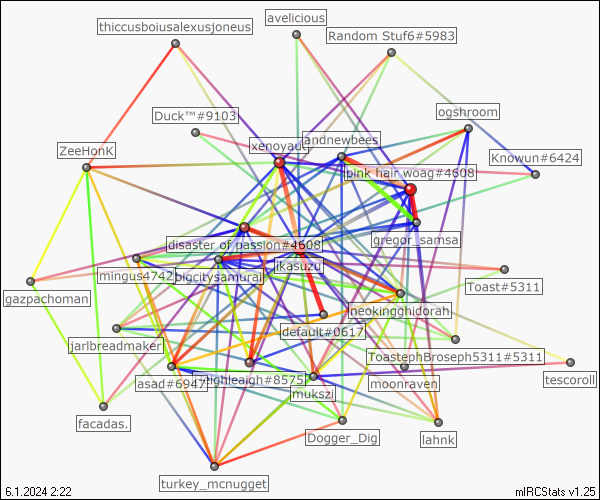 avelicious
thiccusboiusalexusjoneus
Random Stuf6#5983
ogshroom
Duck™#9103
andnewbees
xenoyaou
ZeeHonK
Knowun#6424
pink hair woag#4608
gregor_samsa
disaster of passion#4608
ikasuzu
mingus4742
bigcitysamurai
Toast#5311
gazpachoman
neokingghidorah
default#0617
jarlbreadmaker
ToastephBroseph5311#5311
asad#6947
highleaigh#8575
moonraven
tescoroll
mukszi
facadas.
Dogger_Dig
lahnk
turkey_mcnugget
6.1.2024 2:22
mIRCStats v1.25